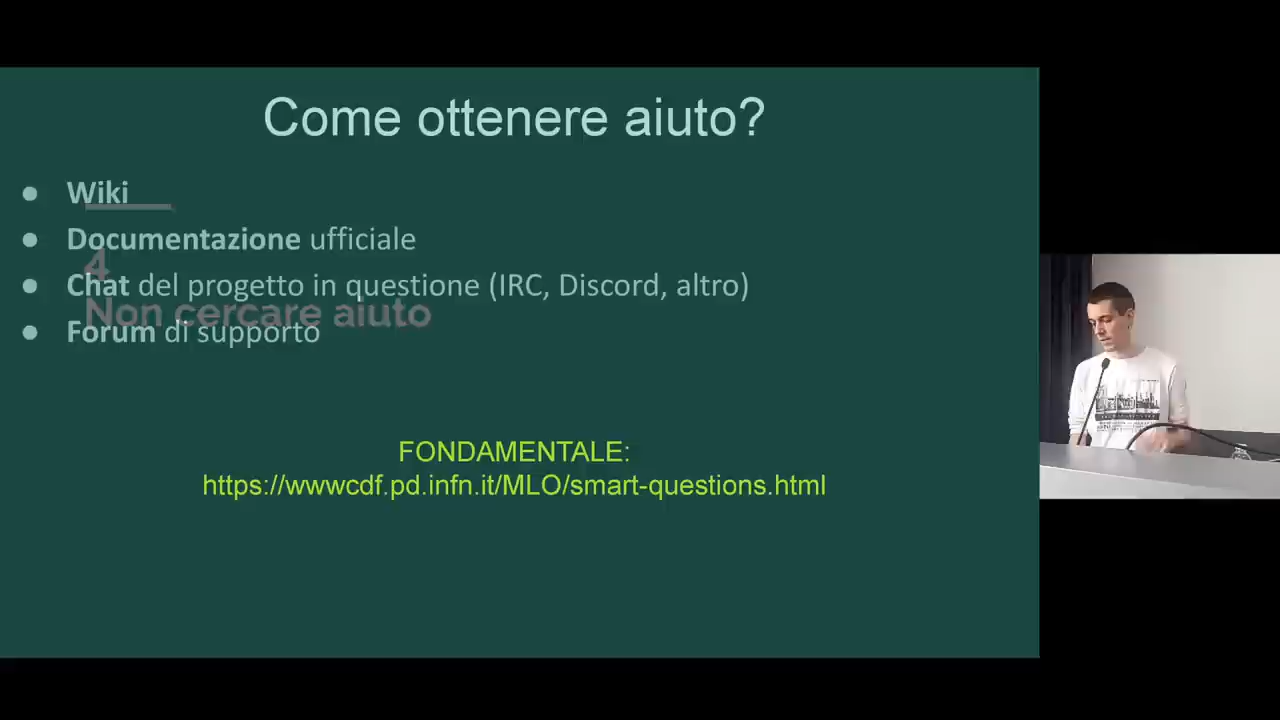 Come ottenere aiuto?
● Wiki
● Documentazione ufficiale
4
● Chat del progetto in questione (IRC, Discord, altro)
Non cercare aiuto
● Forum di supporto
FONDAMENTALE:
https://wwwcdf.pd.infn.it/MLO/smart-questions.html